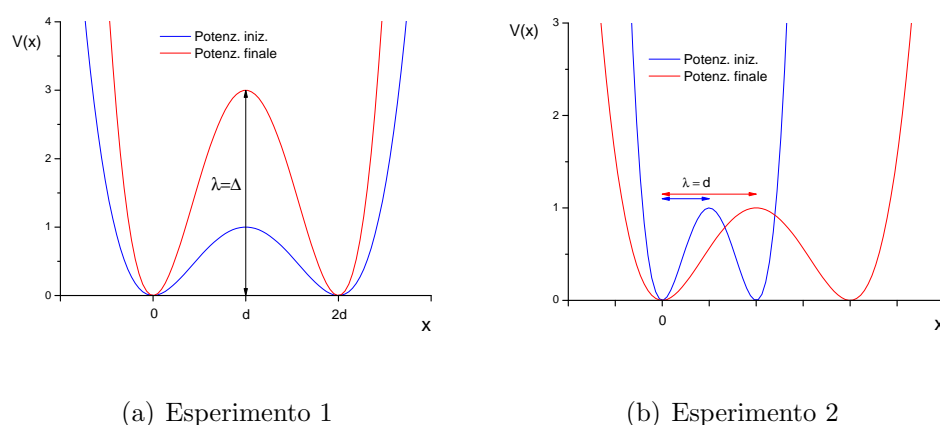 4
V(x)
3
2
1
0
Potenz. iniz.
Potenz. finale
λ=Δ
0
d
2d
x
(a) Esperimento 1
3
V(x)
2
1
0
Potenz. iniz.
Potenz. finale
λ=d
0
x
(b) Esperimento 2